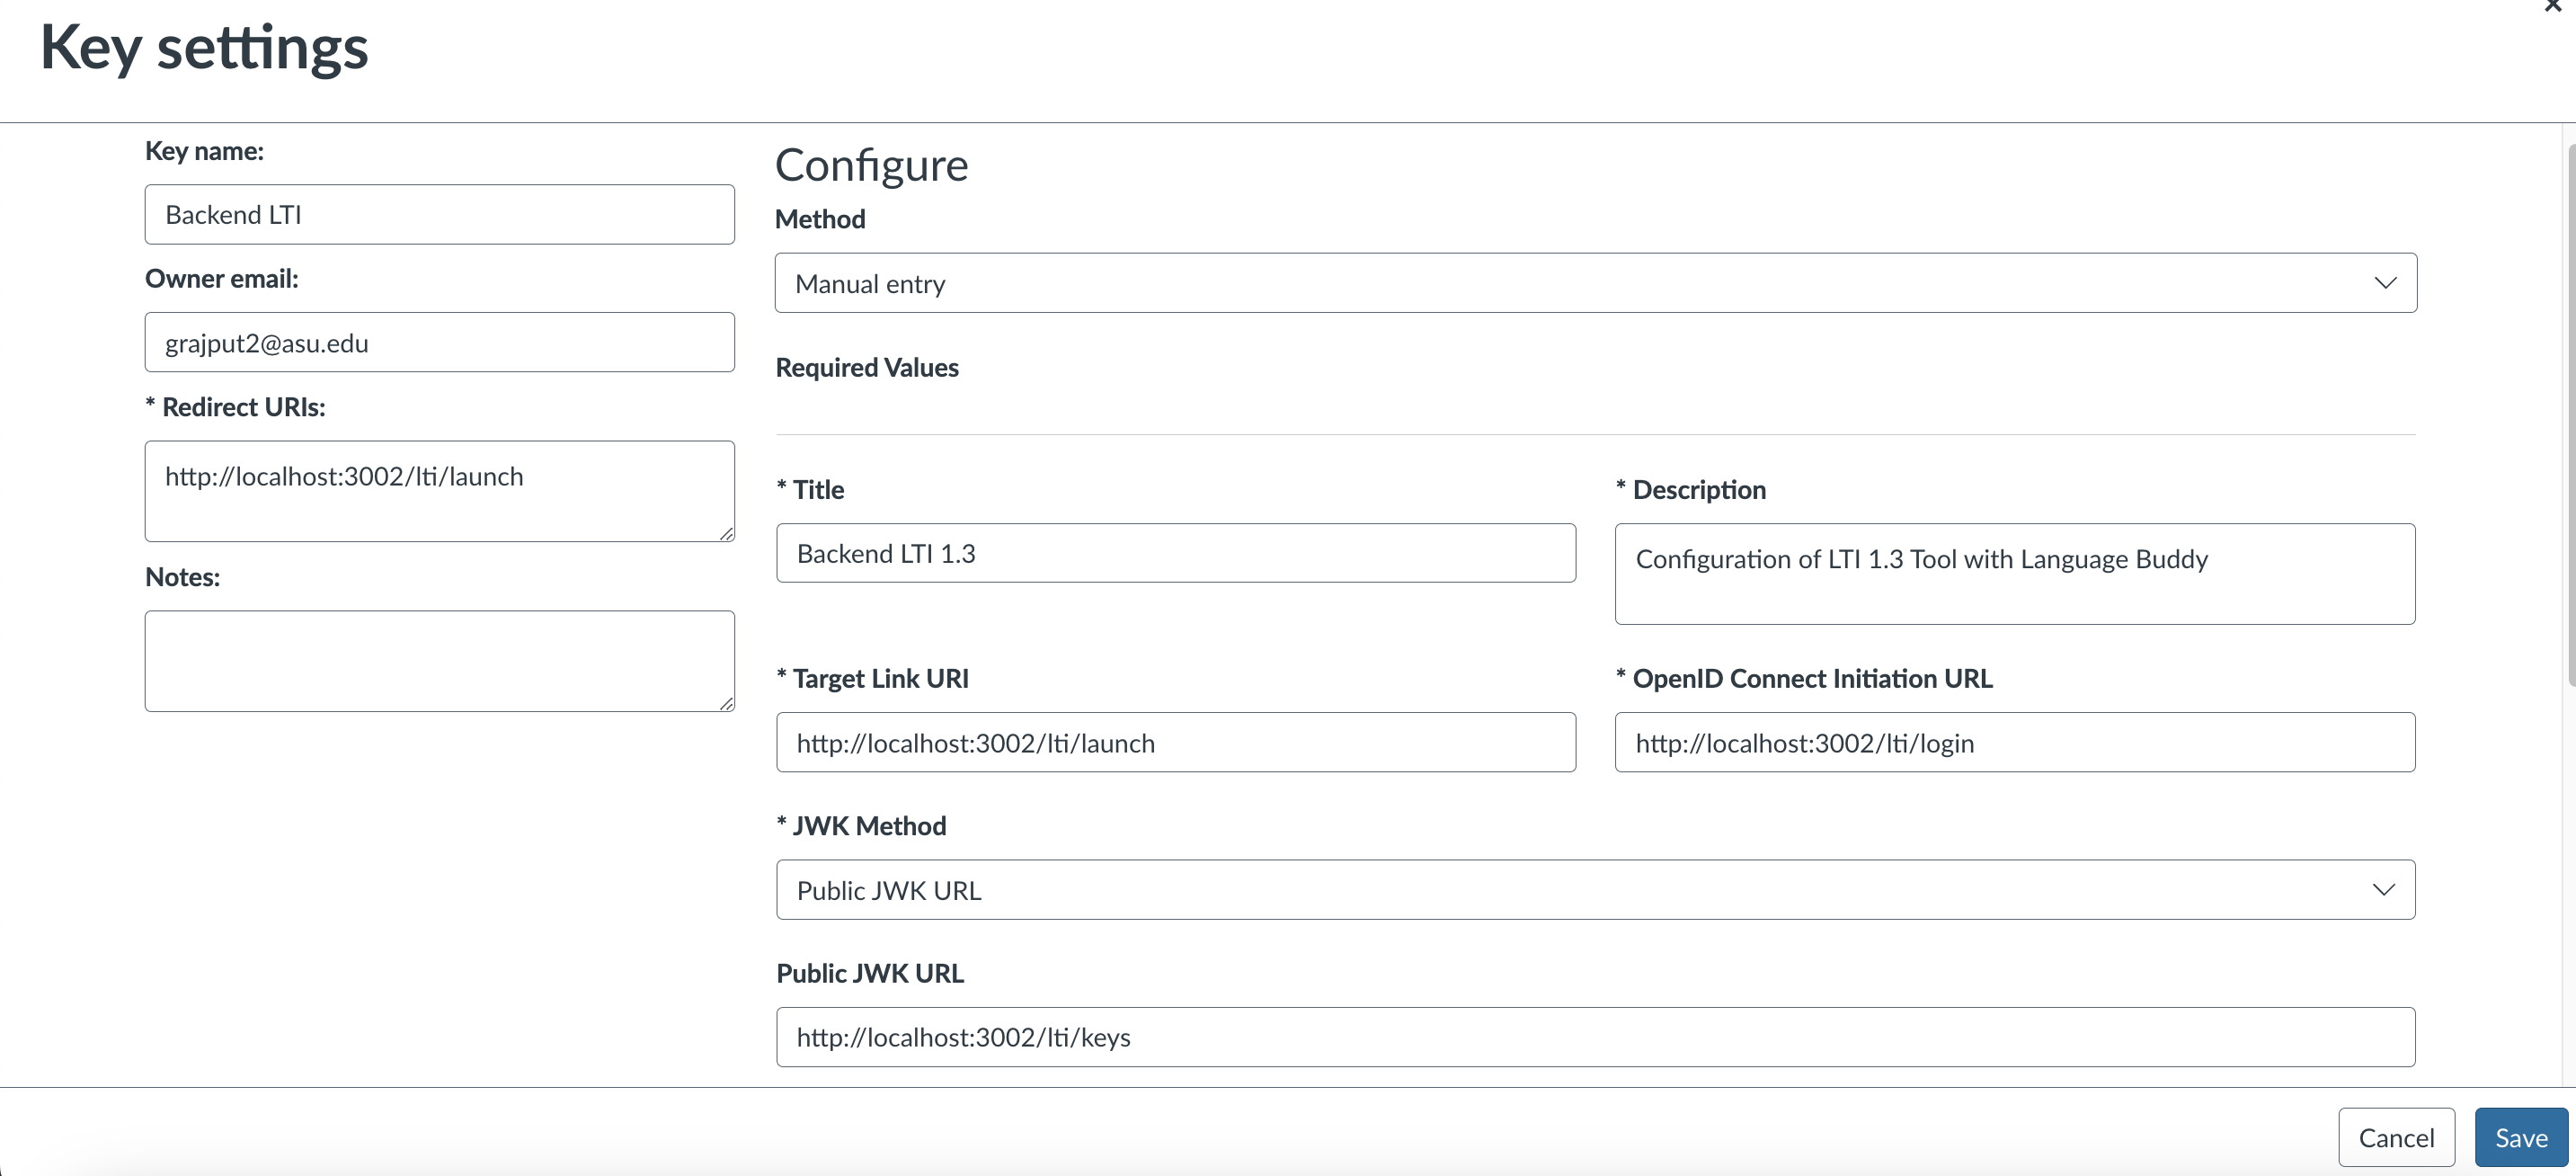 Key settings
Key name:
Backend LTI
Owner email:
grajput2@asu.edu
* Redirect URIs:
http://localhost:3002/lti/launch
Notes:
Configure
Method
Manual entry
Required Values
* Title
Backend LTI 1.3
* Description
Configuration of LTI 1.3 Tool with Language Buddy
* Target Link URI
http://localhost:3002/lti/launch
* OpenID Connect Initiation URL
http://localhost:3002/lti/login
* JWK Method
Public JWK URL
Public JWK URL
http://localhost:3002/lti/keys
Cancel
Save